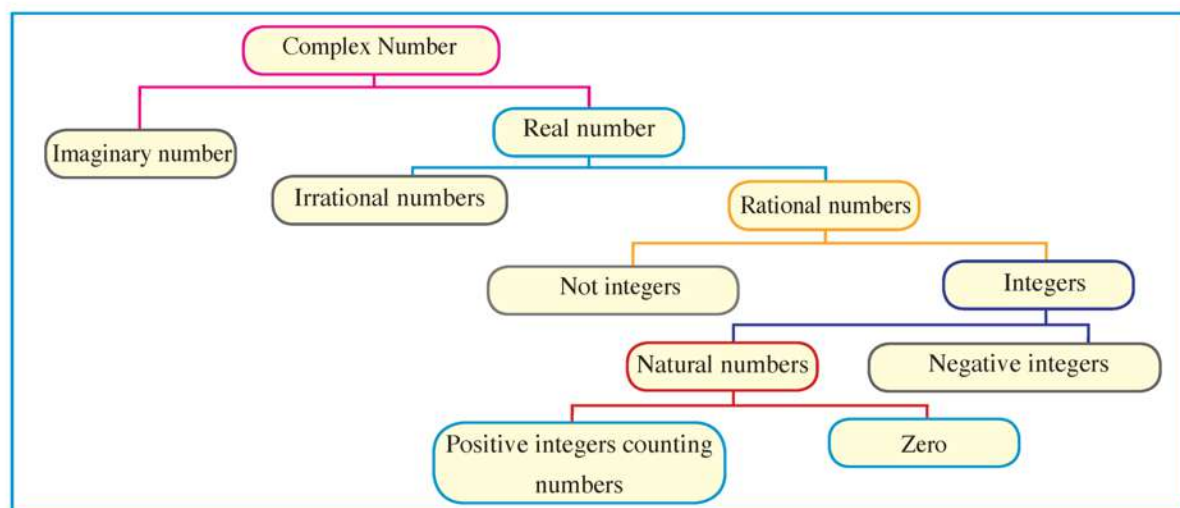 Complex Number
Imaginary number
Real number
Irrational numbers
Rational numbers
Not integers
Integers
Natural numbers
Negative integers
Positive integers counting
numbers
Zero